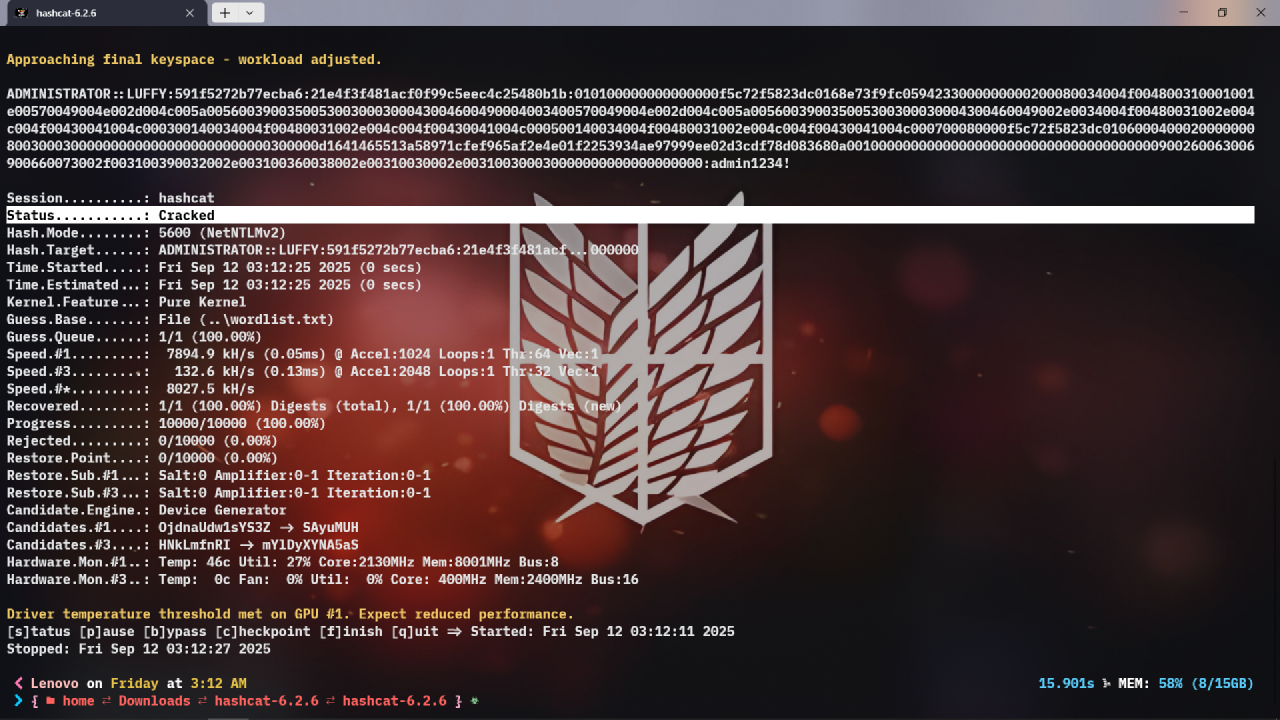 hashcat-6.2.6
Approaching final keyspace - workload adjusted.
ADMINISTRATOR::LUFFY:591f5272b77ecba6:21e4f3f481acf0f99c5eec4c25480b1b:010100000000000000f5c72f5823dc0168e73f9fc059423300000000020008003 4004f004800310001001
e00570049004e002d004c005a00560039003500530030003000430046004900040034005700490 04e002d004c005a0056003900350053003000300043004600490 02e0034004f00480031002e004
c004f00430041004c000300140034004f00480031002e004c004f00430041004c000500140034004f00480031002e004c004f00430041004c000700080000f5c72f5823dc0106000400020000000
800300030000000000000000000000000300000d1641465513a58971cfef965af2e4e01f2253934ae97999ee02d3cdf78d083680a001000000000000000000000000000000000000900260063006
900660073002f003100390032002e003100360038002e00310030002e003100300030000000000000000000:admin1234!
Session..........: hashcat
Status...........: Cracked
Hash.Mode........: 5600 (NetNTLMv2)
Hash.Target......: ADMINISTRATOR::LUFFY:591f5272b77ecba6:21e4f3f481acf...000000
Time.Started.....: Fri Sep 12 03:12:25 2025 (0 secs)
Time.Estimated...: Fri Sep 12 03:12:25 2025 (0 secs)
Kernel.Feature...: Pure Kernel
Guess.Base.......: File (..\wordlist.txt)
Guess.Queue......: 1/1 (100.00%)
Speed.#1.........:  7894.9 kH/s (0.05ms) @ Accel:1024 Loops:1 Thr:64 Vec:1
Speed.#3.........:   132.6 kH/s (0.13ms) @ Accel:2048 Loops:1 Thr:32 Vec:1
Speed.#*.........:  8027.5 kH/s
Recovered........: 1/1 (100.00%) Digests (total), 1/1 (100.00%) Digests (new)
Progress.........: 10000/10000 (100.00%)
Rejected.........: 0/10000 (0.00%)
Restore.Point....: 0/10000 (0.00%)
Restore.Sub.#1...: Salt:0 Amplifier:0-1 Iteration:0-1
Restore.Sub.#3...: Salt:0 Amplifier:0-1 Iteration:0-1
Candidate.Engine.: Device Generator
Candidates.#1....: OjdnaUdw1sYS3Z -> SAyuMUH
Candidates.#3....: HNkLmfnRI -> mYlDyXYNA5aS
Hardware.Mon.#1..: Temp: 46c Util: 27% Core:2130MHz Mem:8001MHz Bus:8
Hardware.Mon.#3..: Temp:  0c Fan:  0% Util:  0% Core: 400MHz Mem:2400MHz Bus:16
Driver temperature threshold met on GPU #1. Expect reduced performance.
[s]tatus [p]ause [b]ypass [c]heckpoint [f]inish [q]uit => Started: Fri Sep 12 03:12:11 2025
Stopped: Fri Sep 12 03:12:27 2025
Lenovo on Friday at 3:12 AM
15.901s MEM: 58% (8/15GB)
{ home ⇄ Downloads ⇄ hashcat-6.2.6 ⇄ hashcat-6.2.6 }